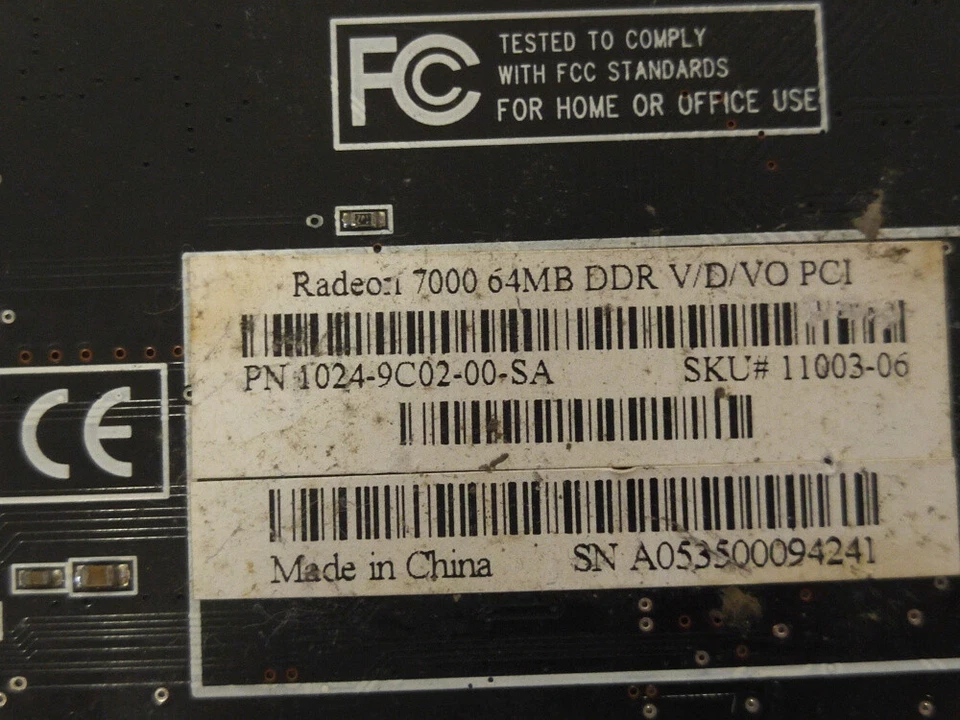 FC
TESTED TO COMPLY
WITH FCC STANDARDS
FOR HOME OR OFFICE USE
Radeon 7000 64MB DDR V/D/VO PCI
PN 1024-9C02-00-SA SKU# 11003-06
CE
Made in China SN A053500094241